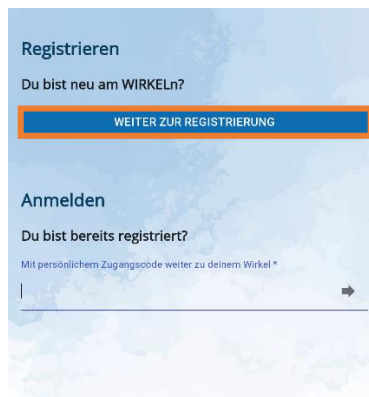 Registrieren
Du bist neu am WIRKELn?
WEITER ZUR REGISTRIERUNG
Anmelden
Du bist bereits registriert?
Mit persönlichem Zugangscode weiter zu deinem Wirkel *